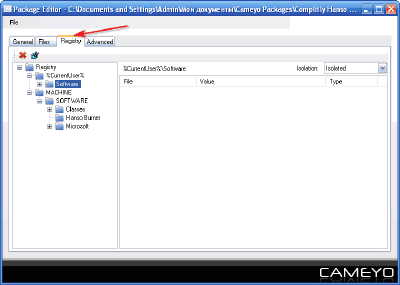 Package Editor - C:\Documents and Settings\Admin\Мои документы\Cameyo Packages\Complitly Hanso ...
File
General Files Registry Advanced
Registry
%CurrentUser%
Software
MACHINE
SOFTWARE
Classes
Hanso Burner
Microsoft
%CurrentUser%\Software Isolation: Isolated
File Value Type
CAMEYO